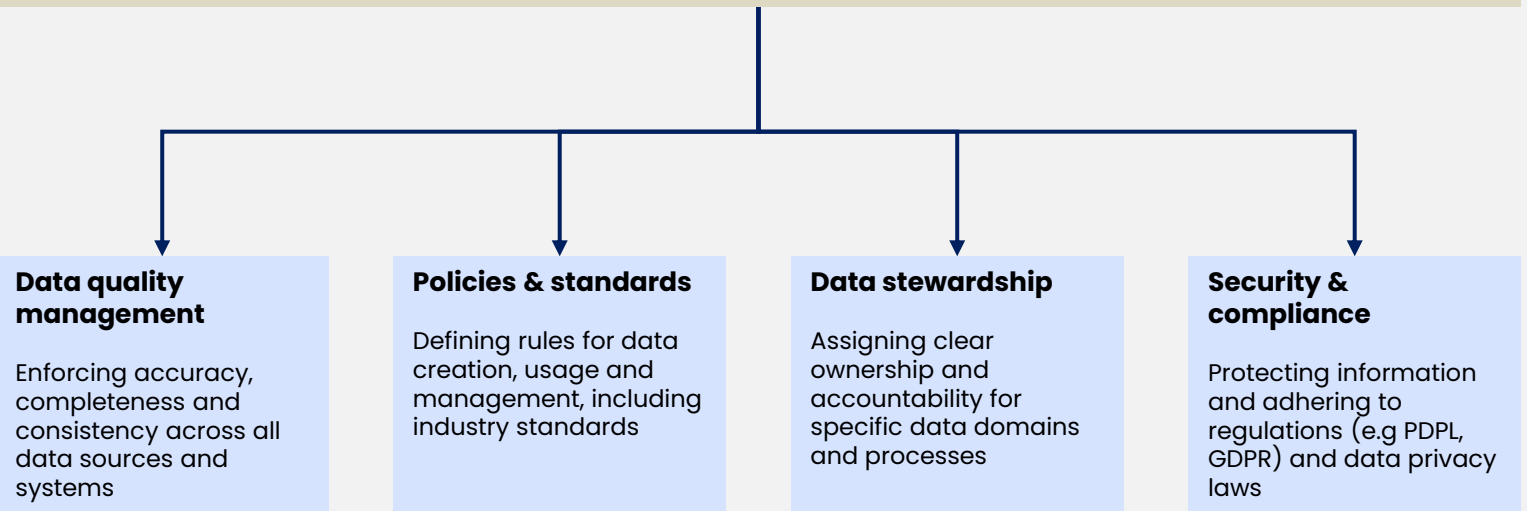 Data quality
management
Enforcing accuracy,
completeness and
consistency across all
data sources and
systems
Policies & standards
Defining rules for data
creation, usage and
management, including
industry standards
Data stewardship
Assigning clear
ownership and
accountability for
specific data domains
and processes
Security &
compliance
Protecting information
and adhering to
regulations (e.g PDPL,
GDPR) and data privacy
laws